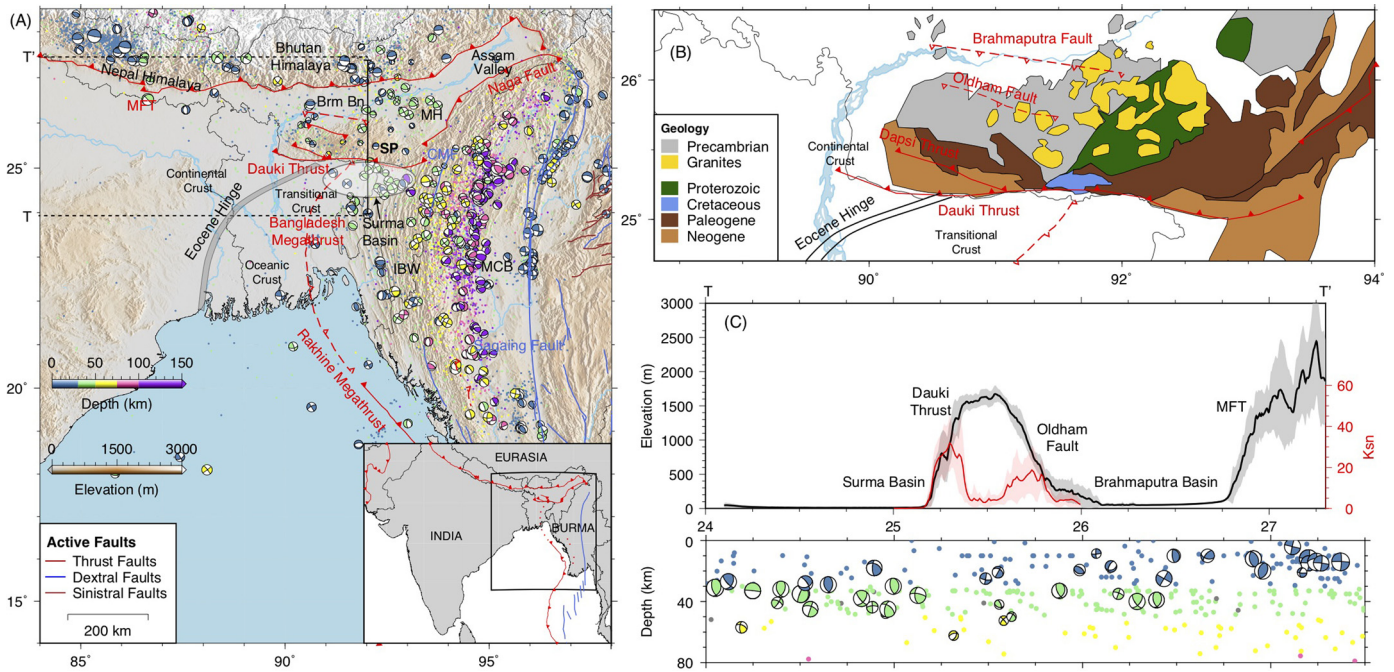 (A)
T'
Nepal Himalaya
MFT
Bhutan
Himalaya
Assam
Valley
Naga Fault
Brm Bn
MH
SP
CMF
25°
Dauki Thrust
Continental
Crust
Transitional
Crust
T
Eocene Hinge
Bangladesh
Megathrust
Surma
Basin
Oceanic
Crust
IBW
MCB
Sagaing Fault
Rakhine Megathrust
0 50 100 150
Depth (km)
20°
0 1500 3000
Elevation (m)
Active Faults
Thrust Faults
Dextral Faults
Sinistral Faults
200 km
15°
85° 90° 95°
EURASIA
INDIA
BURMA
(B)
Brahmaputra Fault
Oldham Fault
Dapsi Thrust
Dauki Thrust
Continental
Crust
Eocene Hinge
Transitional
Crust
26°
25°
Geology
Precambrian
Granites
Proterozoic
Cretaceous
Paleogene
Neogene
90° 92° 94°
T T'
(C)
Elevation (m)
3000
2500
2000
1500
1000
500
0
Dauki
Thrust
Oldham
Fault
MFT
Surma Basin
Brahmaputra Basin
60
40
20
0
Ksn
24 25 26 27
Depth (km)
0
40
80